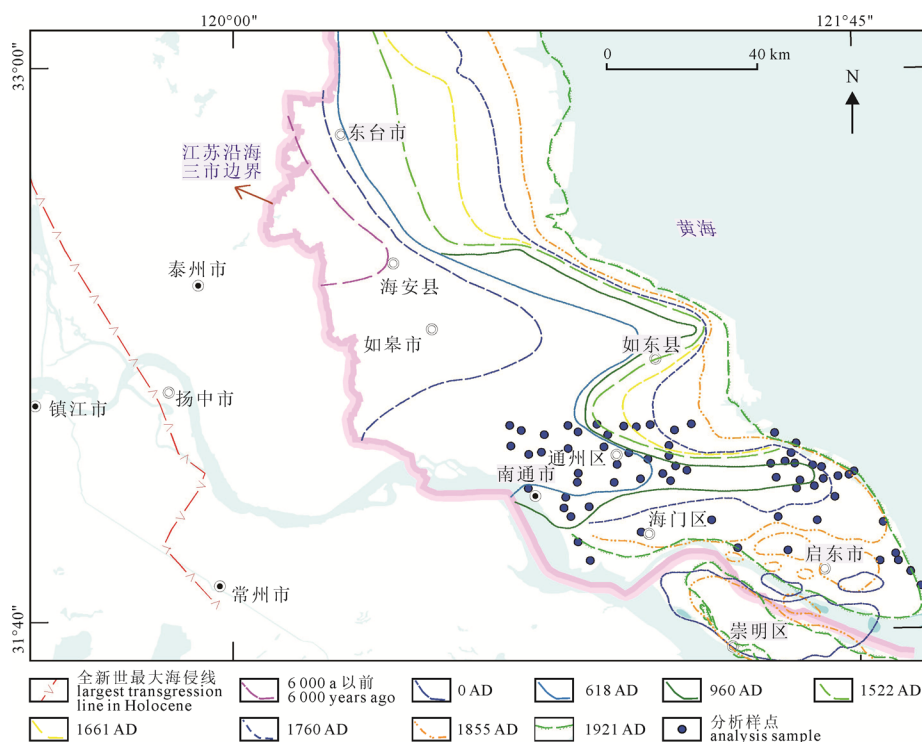 120°00"
121°45"
33°00"
0
40 km
N
东台市
江苏沿海
三市边界
黄海
泰州市
海安县
如皋市
如东县
扬中市
镇江市
通州区
南通市
海门区
启东市
常州市
31°40"
崇明区
全新世最大海侵线
largest transgression
line in Holocene
6 000 a 以前
6 000 years ago
0 AD
618 AD
960 AD
1522 AD
1661 AD
1760 AD
1855 AD
1921 AD
分析样点
analysis sample